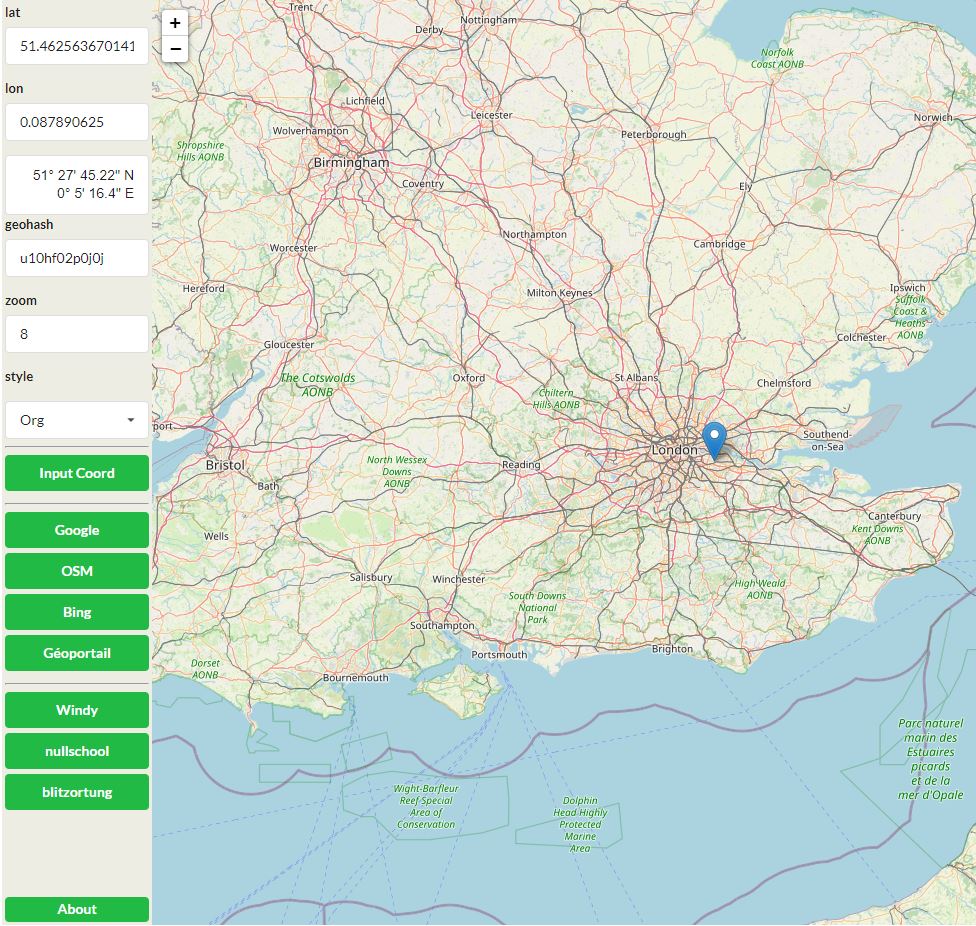 lat
51.462563670141
lon
0.087890625
51° 27' 45.22" N
0° 5' 16.4" E
geohash
u10hf02p0j0j
zoom
8
style
Org
Input Coord
Google
OSM
Bing
Géoportail
Windy
nullschool
blitzortung
About
+
−
Trent
Nottingham
Derby
Norfolk
Coast AONB
Lichfield
Leicester
Norwich
Wolverhampton
Peterborough
Shropshire
Hills AONB
Birmingham
Coventry
Ely
Northampton
Cambridge
Worcester
Hereford
Milton Keynes
Ipswich
Suffolk
Coast &
Heaths
AONB
Gloucester
Colchester
The Cotswolds
AONB
Oxford
St Albans
Chelmsford
Chiltern
Hills AONB
port
Southend-
on-Sea
London
Bristol
North Wessex
Downs
AONB
Reading
Bath
Canterbury
Kent Downs
AONB
Wells
Salisbury
Winchester
High Weald
AONB
South Downs
National
Park
Southampton
Portsmouth
Brighton
Dorset
AONB
Bournemouth
Parc naturel
marin des
Estuaires
picards
et de la
mer d'Opale
Wight-Barfleur
Reef Special
Area of
Conservation
Dolphin
Head Highly
Protected
Marine
Area